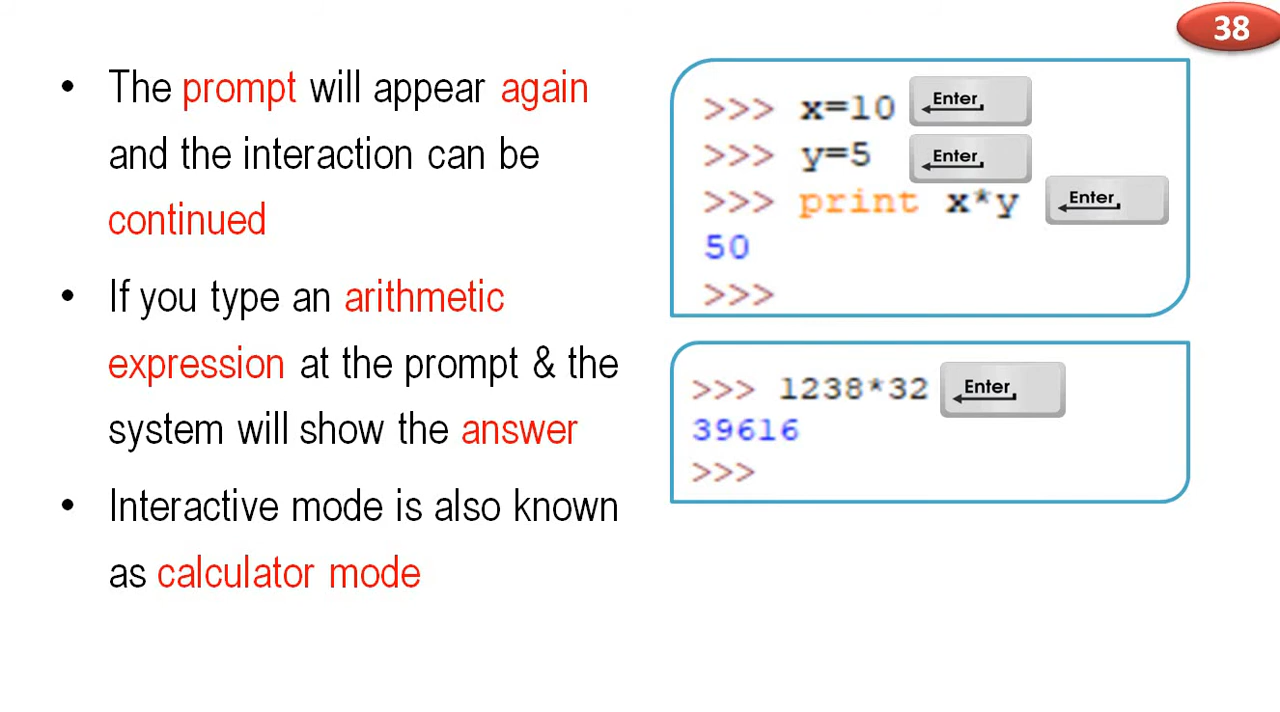 38
• The prompt will appear again
and the interaction can be
continued
• If you type an arithmetic
expression at the prompt & the
system will show the answer
• Interactive mode is also known
as calculator mode
>>> x=10 Enter
>>> y=5 Enter
>>> print x*y Enter
50
>>>
>>> 1238*32 Enter
39616
>>>